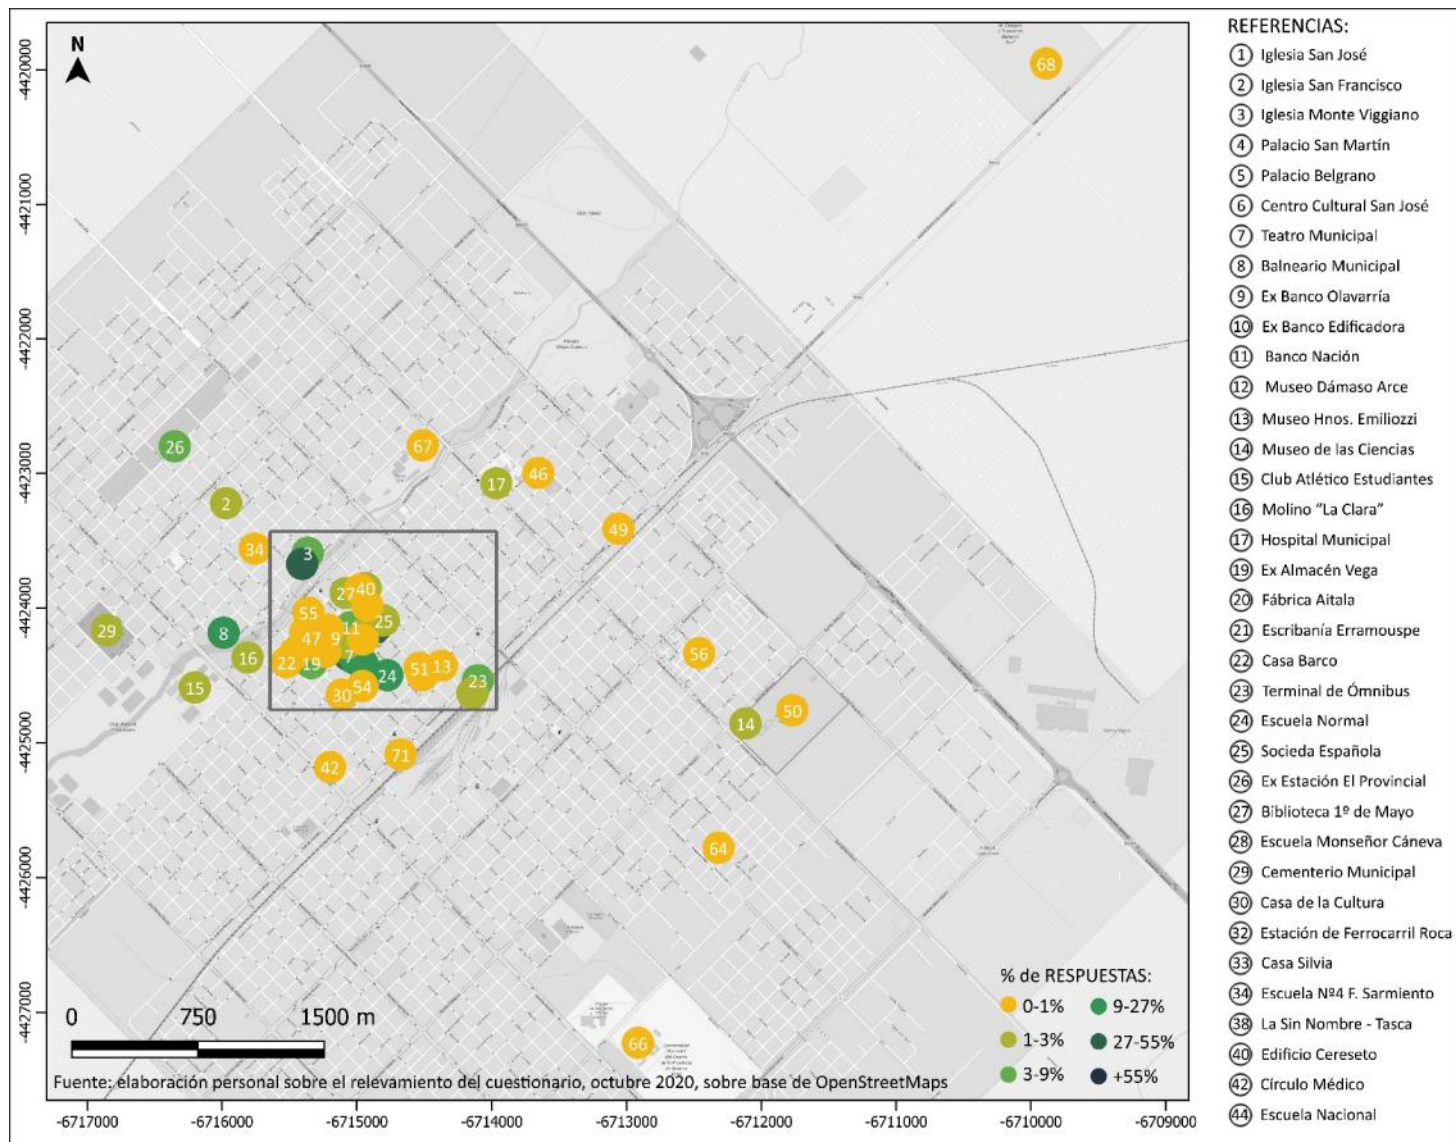 N
-4420000
-4421000
-4422000
-4423000
-4424000
-4425000
-4426000
-4427000
68
67
46
17
26
2
49
34
3
27
40
55
25
29
8
11
47
9
16
7
22
19
24
51
13
23
15
54
30
56
50
14
71
42
64
66
0 750 1500 m
% de RESPUESTAS:
0-1%
1-3%
3-9%
9-27%
27-55%
+55%
Fuente: elaboración personal sobre el relevamiento del cuestionario, octubre 2020, sobre base de OpenStreetMaps
-6717000 -6716000 -6715000 -6714000 -6713000 -6712000 -6711000 -6710000 -6709000
REFERENCIAS:
1 Iglesia San José
2 Iglesia San Francisco
3 Iglesia Monte Viggiano
4 Palacio San Martín
5 Palacio Belgrano
6 Centro Cultural San José
7 Teatro Municipal
8 Balneario Municipal
9 Ex Banco Olavarría
10 Ex Banco Edificadora
11 Banco Nación
12 Museo Dámaso Arce
13 Museo Hnos. Emiliozzi
14 Museo de las Ciencias
15 Club Atlético Estudiantes
16 Molino “La Clara”
17 Hospital Municipal
19 Ex Almacén Vega
20 Fábrica Aitala
21 Escribanía Erramouspe
22 Casa Barco
23 Terminal de Ómnibus
24 Escuela Normal
25 Socieda Española
26 Ex Estación El Provincial
27 Biblioteca 1º de Mayo
28 Escuela Monseñor Cáneva
29 Cementerio Municipal
30 Casa de la Cultura
32 Estación de Ferrocarril Roca
33 Casa Silvia
34 Escuela Nº4 F. Sarmiento
38 La Sin Nombre - Tasca
40 Edificio Cereseto
42 Círculo Médico
44 Escuela Nacional